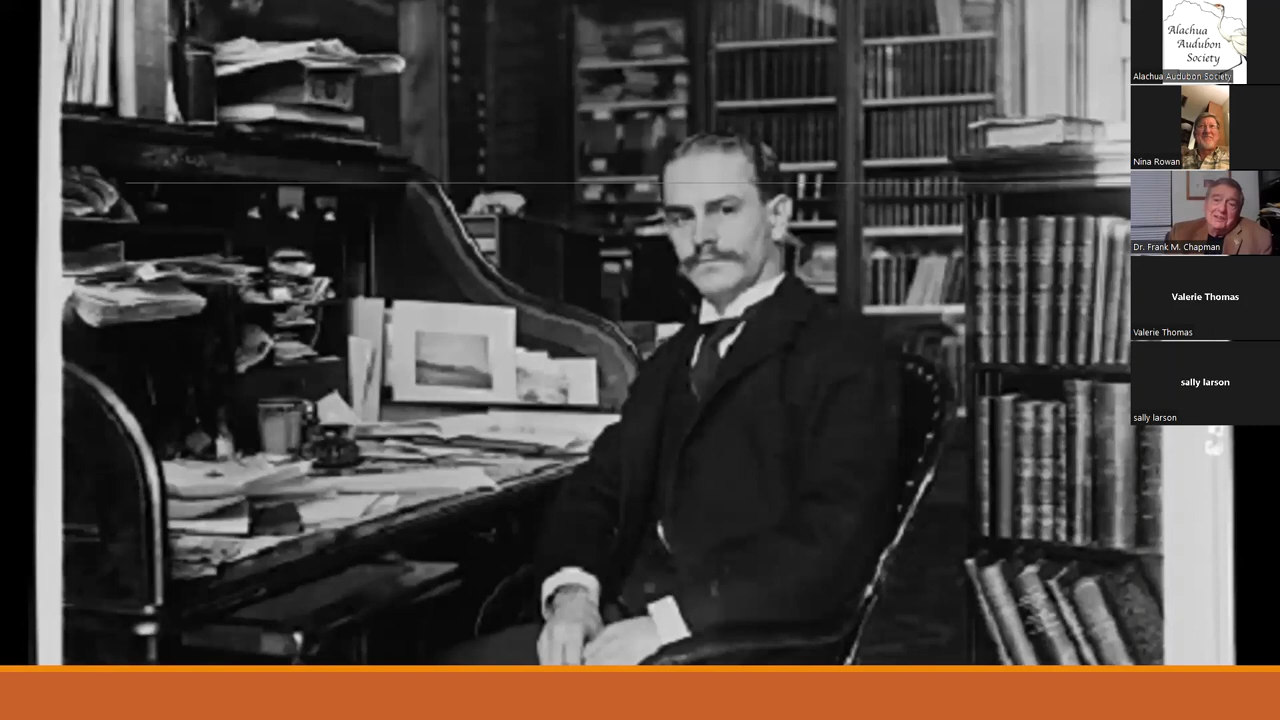 Alachua
Audubon
Society
Alachua Audubon Society
Nina Rowan
Dr. Frank M. Chapman
Valerie Thomas
Valerie Thomas
sally larson
sally larson